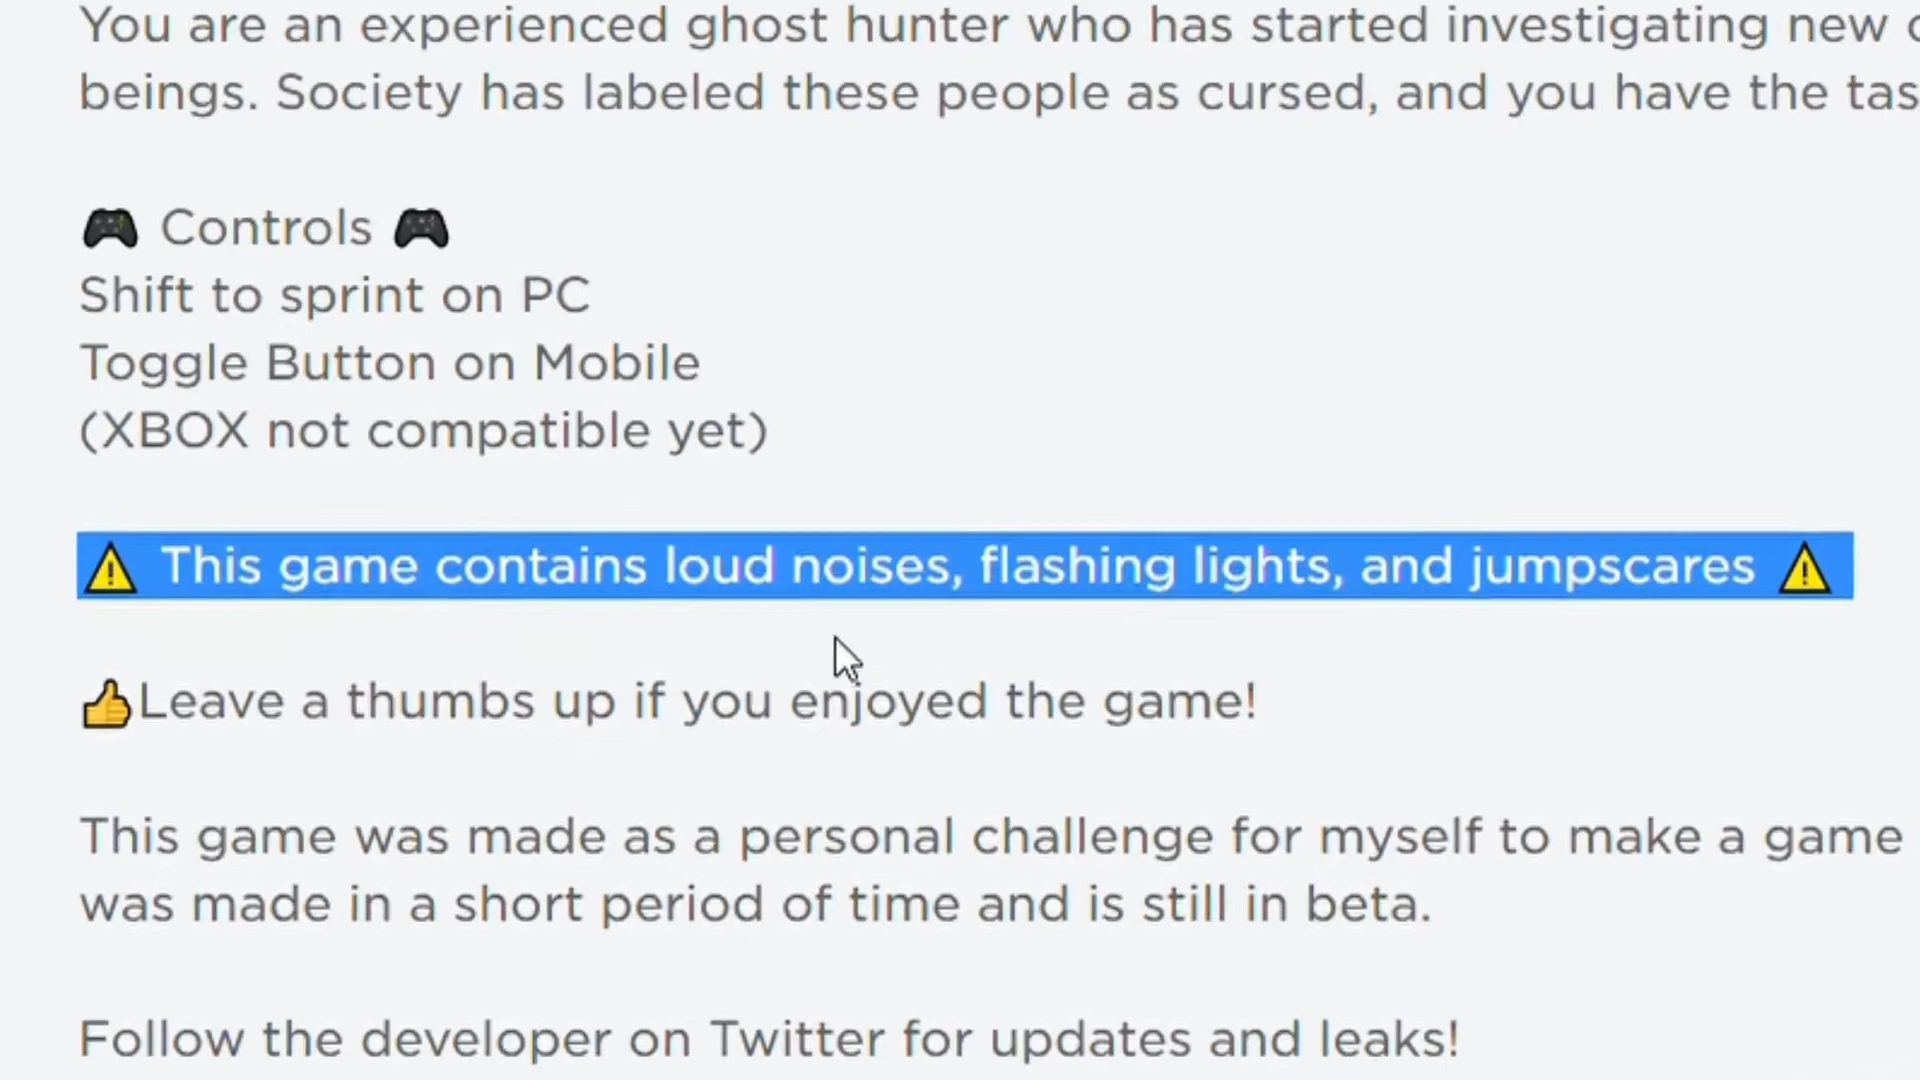 You are an experienced ghost hunter who has started investigating new
beings. Society has labeled these people as cursed, and you have the
🎮 Controls 🎮
Shift to sprint on PC
Toggle Button on Mobile
(XBOX not compatible yet)
⚠️ This game contains loud noises, flashing lights, and jumpscares ⚠️
👍Leave a thumbs up if you enjoyed the game!
This game was made as a personal challenge for myself to make a game
was made in a short period of time and is still in beta.
Follow the developer on Twitter for updates and leaks!